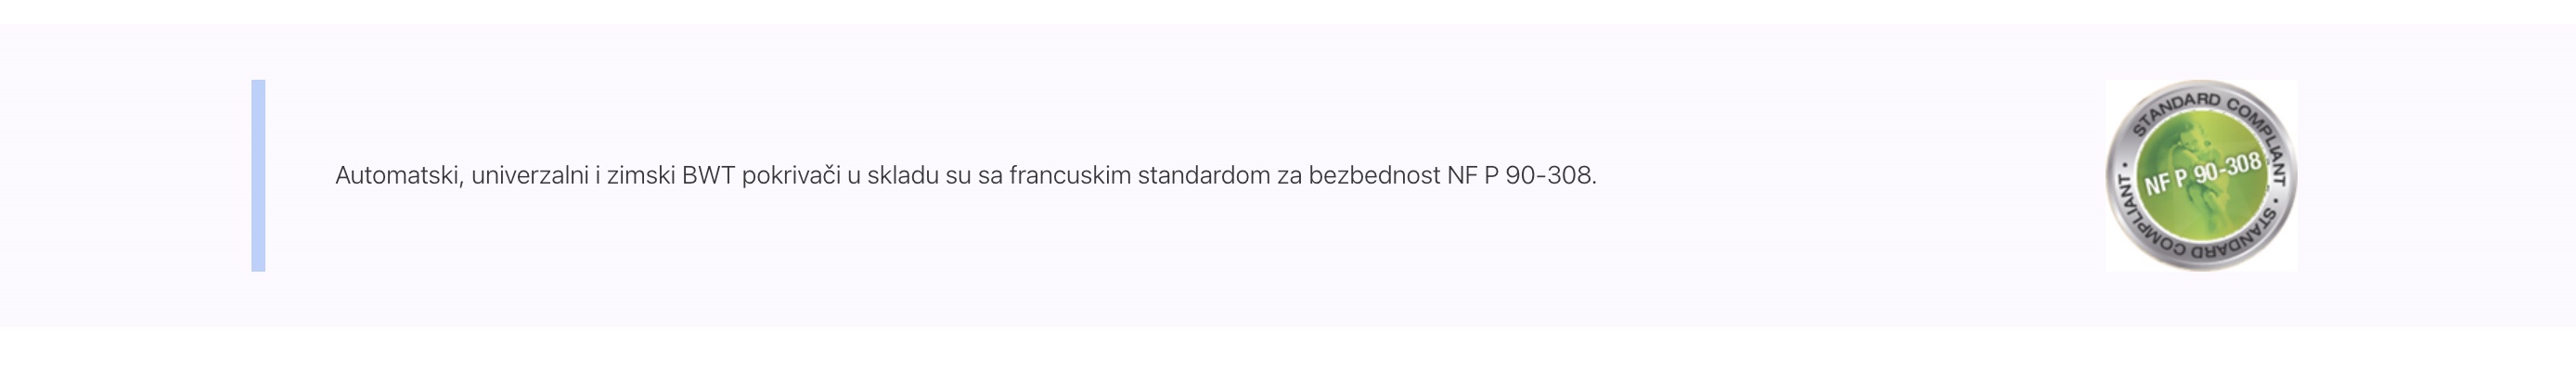 Automatski, univerzalni i zimski BWT pokrivači u skladu su sa francuskim standardom za bezbednost NF P 90-308.
STANDARD COMPLIANT • STANDARD COMPLIANT •
NF P 90-308